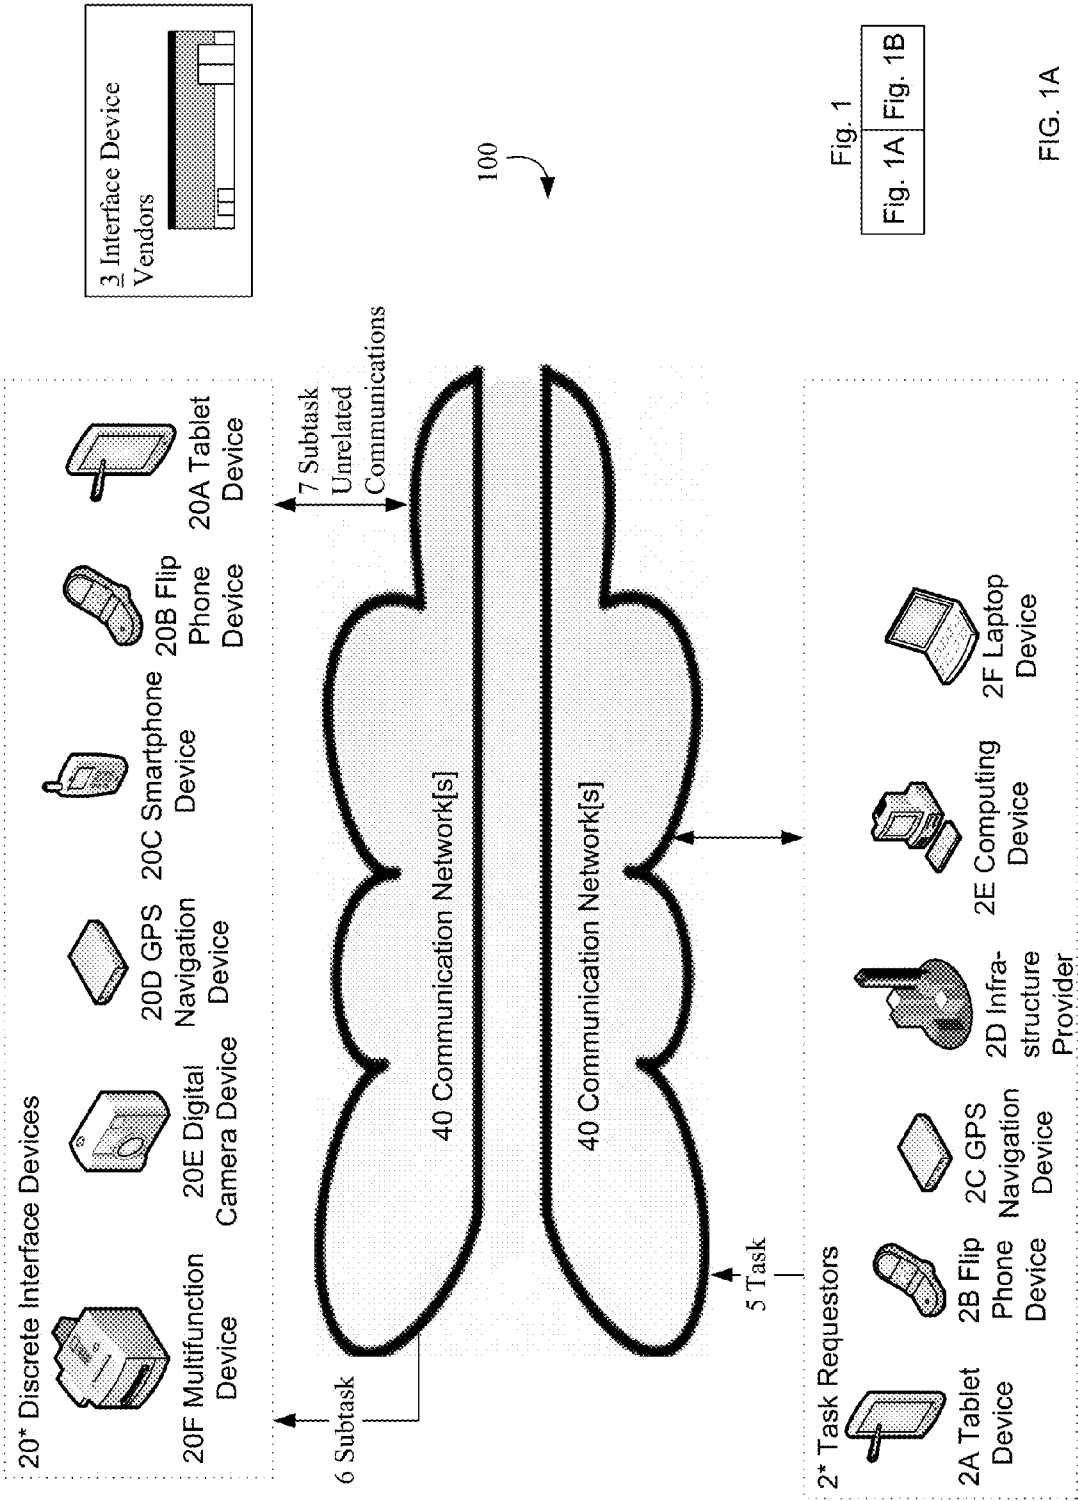 20* Discrete Interface Devices
20F Multifunction
Device
20E Digital
Camera Device
20D GPS
Navigation
Device
20C Smartphone
Device
20B Flip
Phone
Device
20A Tablet
Device
3 Interface Device
Vendors
6 Subtask
7 Subtask
Unrelated
Communications
40 Communication Network[s]
40 Communication Network[s]
100
5 Task
2* Task Requestors
2A Tablet
Device
2B Flip
Phone
Device
2C GPS
Navigation
Device
2D Infra-
structure
Provider
2E Computing
Device
2F Laptop
Device
Fig. 1
Fig. 1A
Fig. 1B
FIG. 1A